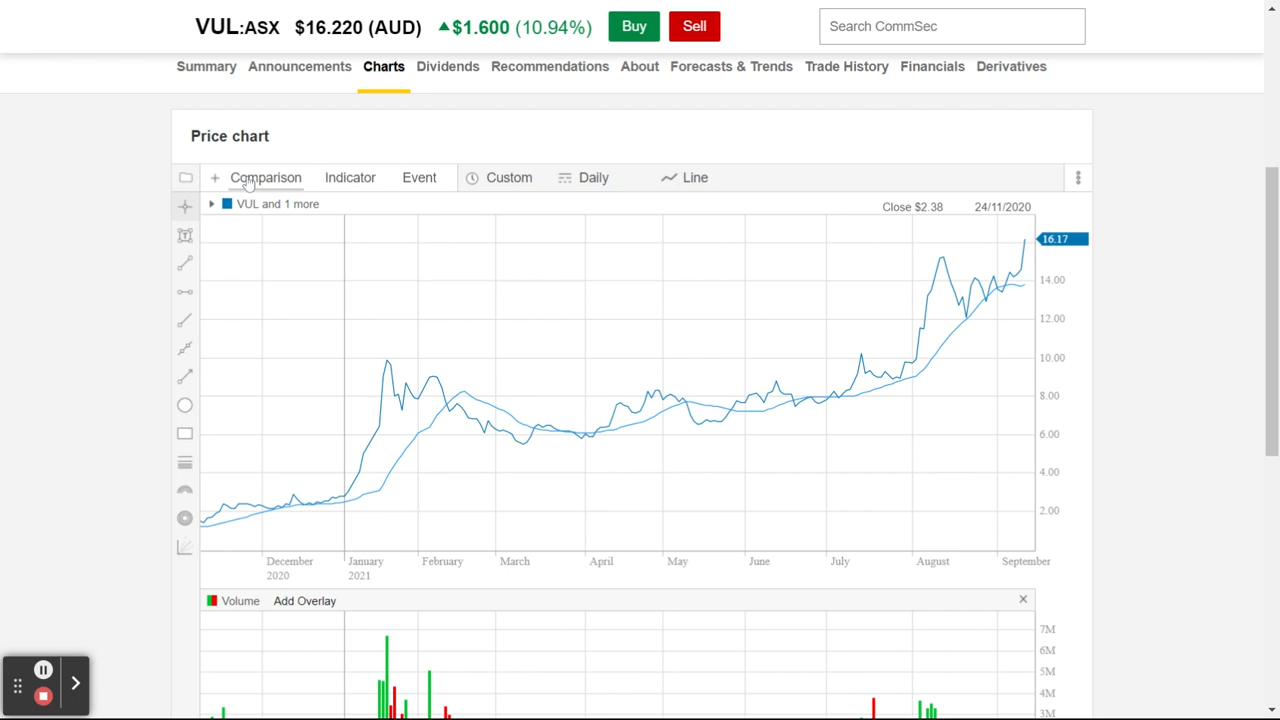 VUL:ASX $16.220 (AUD) $1.600 (10.94%) Buy Sell Search CommSec
Summary Announcements Charts Dividends Recommendations About Forecasts & Trends Trade History Financials Derivatives
Price chart
Comparison Indicator Event Custom Daily Line
VUL and 1 more Close $2.38 24/11/2020
16.17
14.00
12.00
10.00
8.00
6.00
4.00
2.00
December January February March April May June July August September
2020 2021
Volume Add Overlay
7M
6M
5M
4M
3M